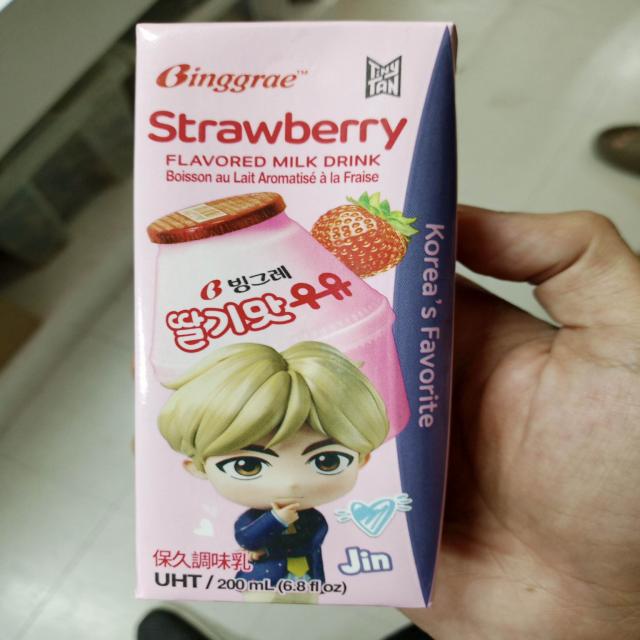 Binggrae™
TinyTAN
Strawberry
FLAVORED MILK DRINK
Boisson au Lait Aromatisé à la Fraise
빙그레
딸기맛우유
Korea's Favorite
Jin
保久調味乳
UHT / 200 mL (6.8 fl oz)